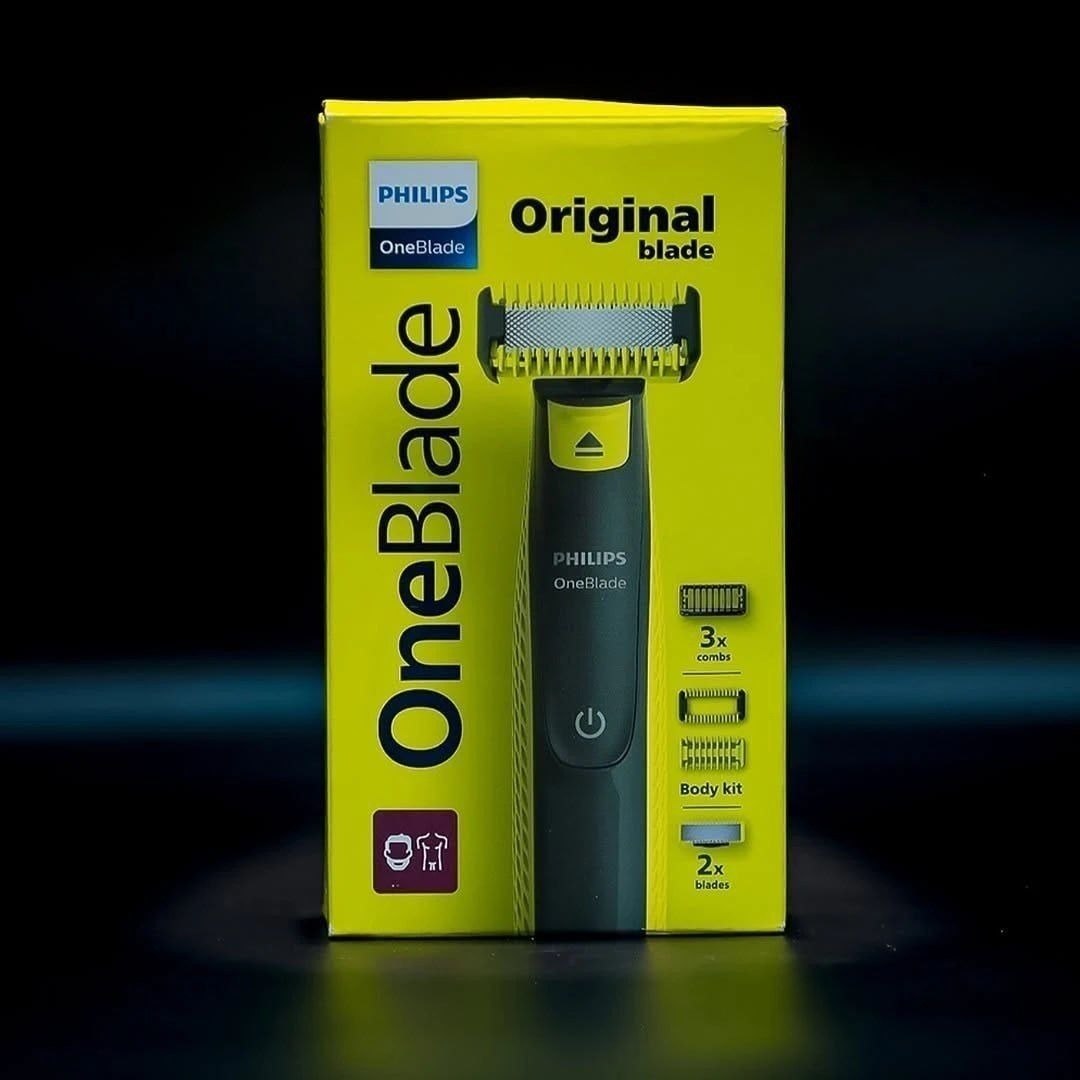 PHILIPS
OneBlade
Original
blade
OneBlade
PHILIPS
OneBlade
3x
combs
Body kit
2x
blades